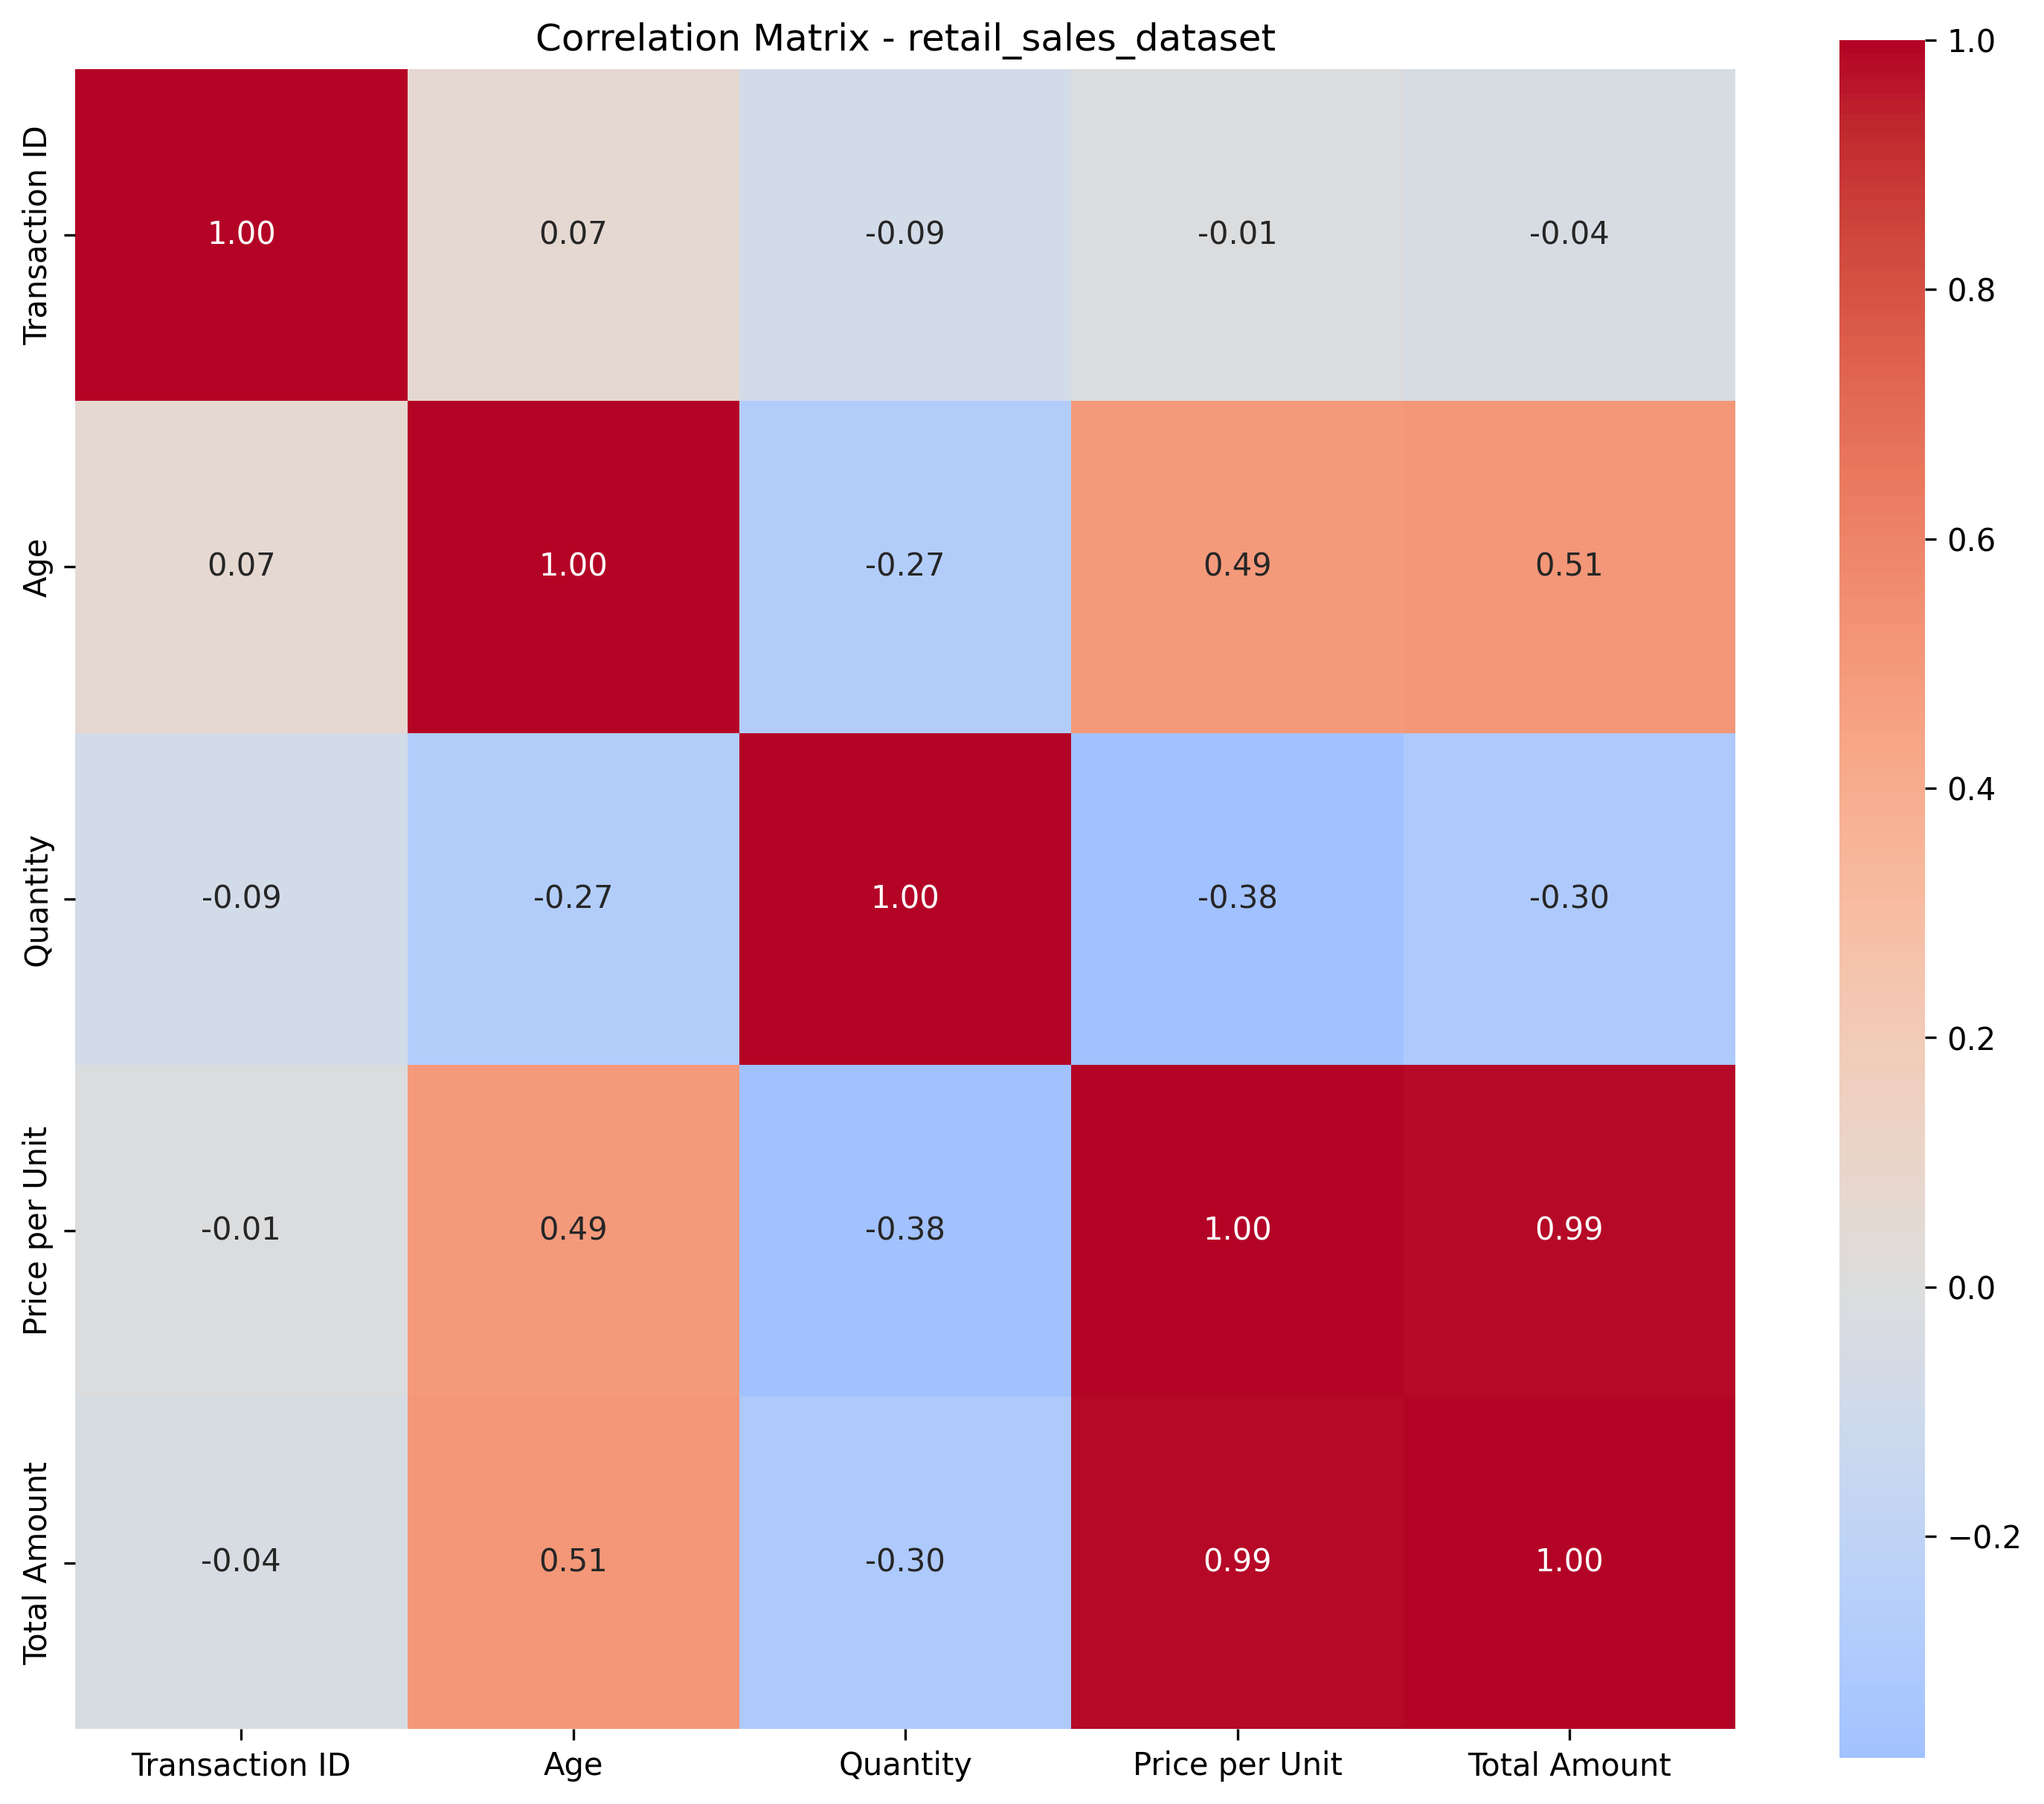 Correlation Matrix - retail_sales_dataset
Transaction ID
1.00 0.07 -0.09 -0.01 -0.04
Age
0.07 1.00 -0.27 0.49 0.51
Quantity
-0.09 -0.27 1.00 -0.38 -0.30
Price per Unit
-0.01 0.49 -0.38 1.00 0.99
Total Amount
-0.04 0.51 -0.30 0.99 1.00
Transaction ID Age Quantity Price per Unit Total Amount
1.0
0.8
0.6
0.4
0.2
0.0
−0.2